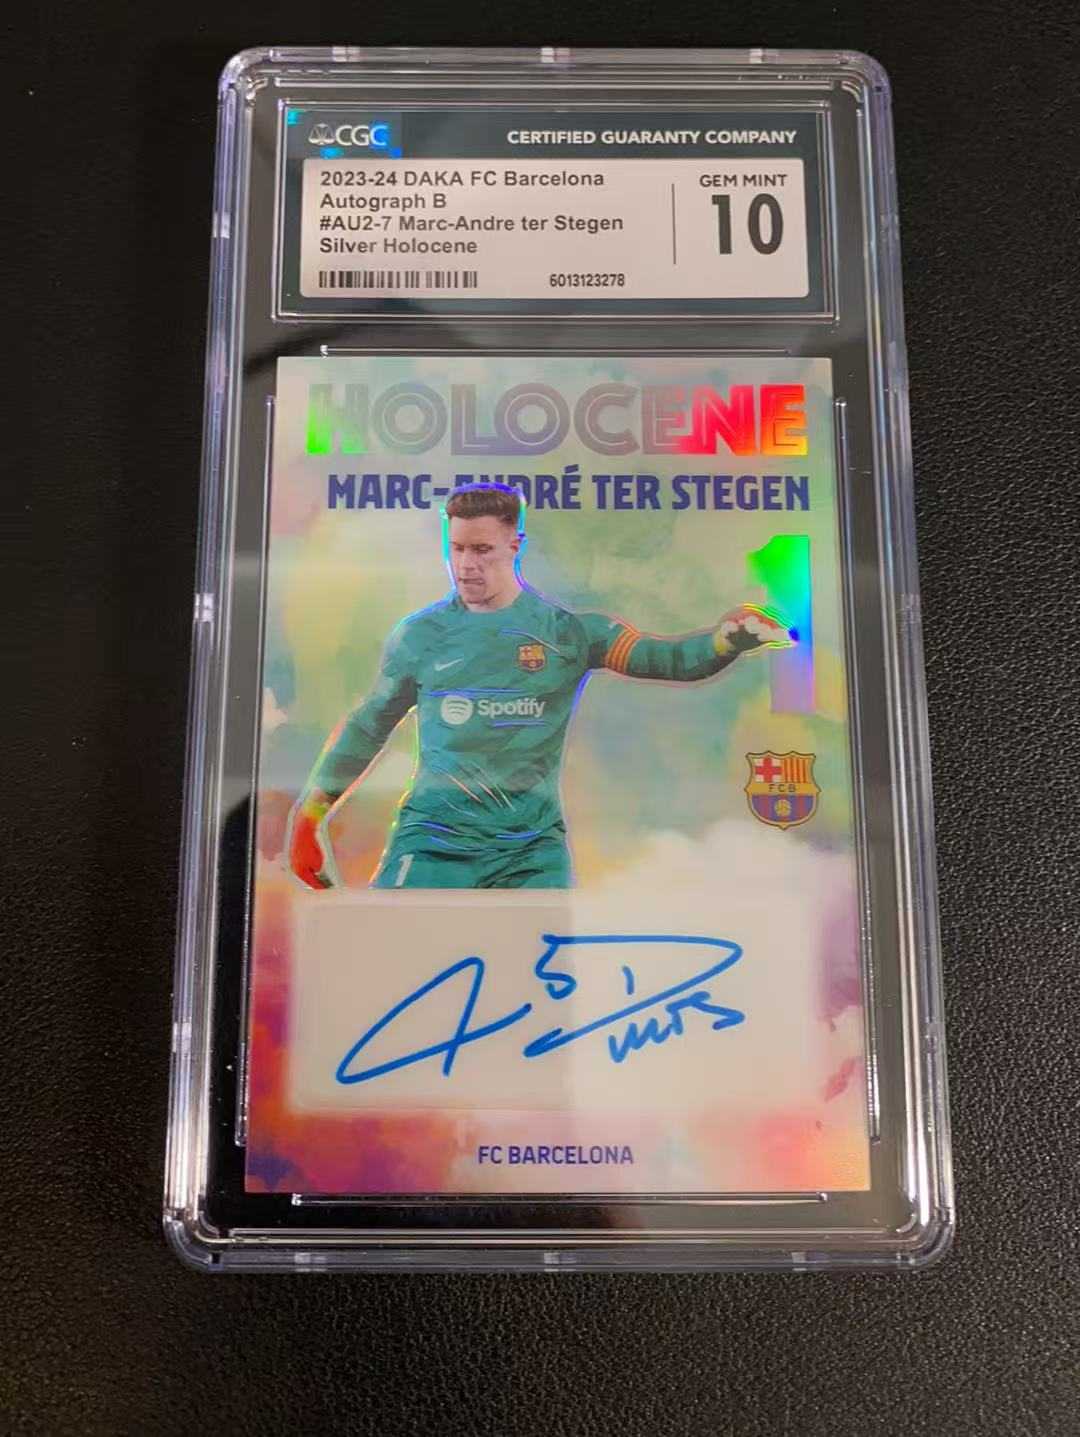 CGC
CERTIFIED GUARANTY COMPANY
2023-24 DAKA FC Barcelona
Autograph B
#AU2-7 Marc-Andre ter Stegen
Silver Holocene
GEM MINT
10
6013123278
HOLOCENE
MARC-ANDRÉ TER STEGEN
1
Spotify
FCB
1
FC BARCELONA